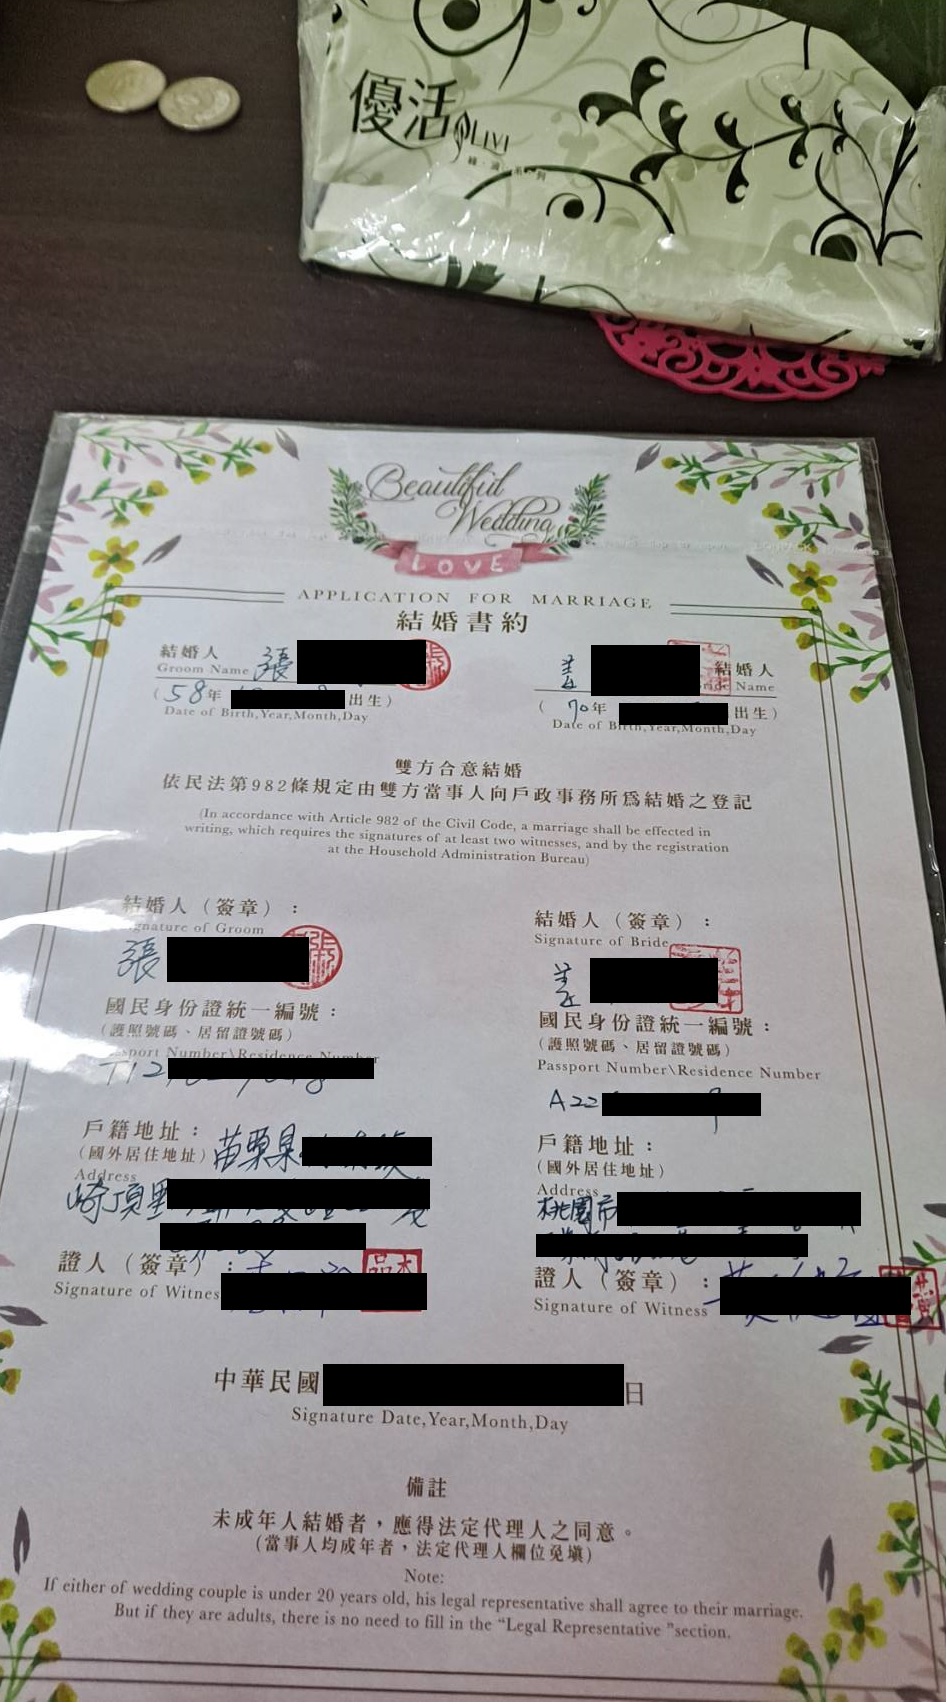 優活
Livi
Beautiful
Wedding
LOVE
APPLICATION FOR MARRIAGE
結婚書約
結婚人 張
Groom Name
結婚人
Name
(58年 出生)
Date of Birth,Year,Month,Day
(70年 出生)
Date of Birth,Year,Month,Day
雙方合意結婚
依民法第982條規定由雙方當事人向戶政事務所為結婚之登記
(In accordance with Article 982 of the Civil Code, a marriage shall be effected in
writing, which requires the signatures of at least two witnesses, and by the registration
at the Household Administration Bureau)
結婚人(簽章):
Signature of Groom
張
國民身份證統一編號:
(護照號碼、居留證號碼)
Passport Number\Residence Number
T12
戶籍地址:苗栗縣
(國外居住地址)
Address
崎頂里
證人(簽章):
Signature of Witness
結婚人(簽章):
Signature of Bride
國民身份證統一編號:
(護照號碼、居留證號碼)
Passport Number\Residence Number
A22
戶籍地址:
(國外居住地址)
Address
桃園市
證人(簽章):
Signature of Witness
中華民國 日
Signature Date,Year,Month,Day
備註
未成年人結婚者,應得法定代理人之同意。
(當事人均成年者,法定代理人欄位免填)
Note:
If either of wedding couple is under 20 years old, his legal representative shall agree to their marriage.
But if they are adults, there is no need to fill in the “Legal Representative ”section.